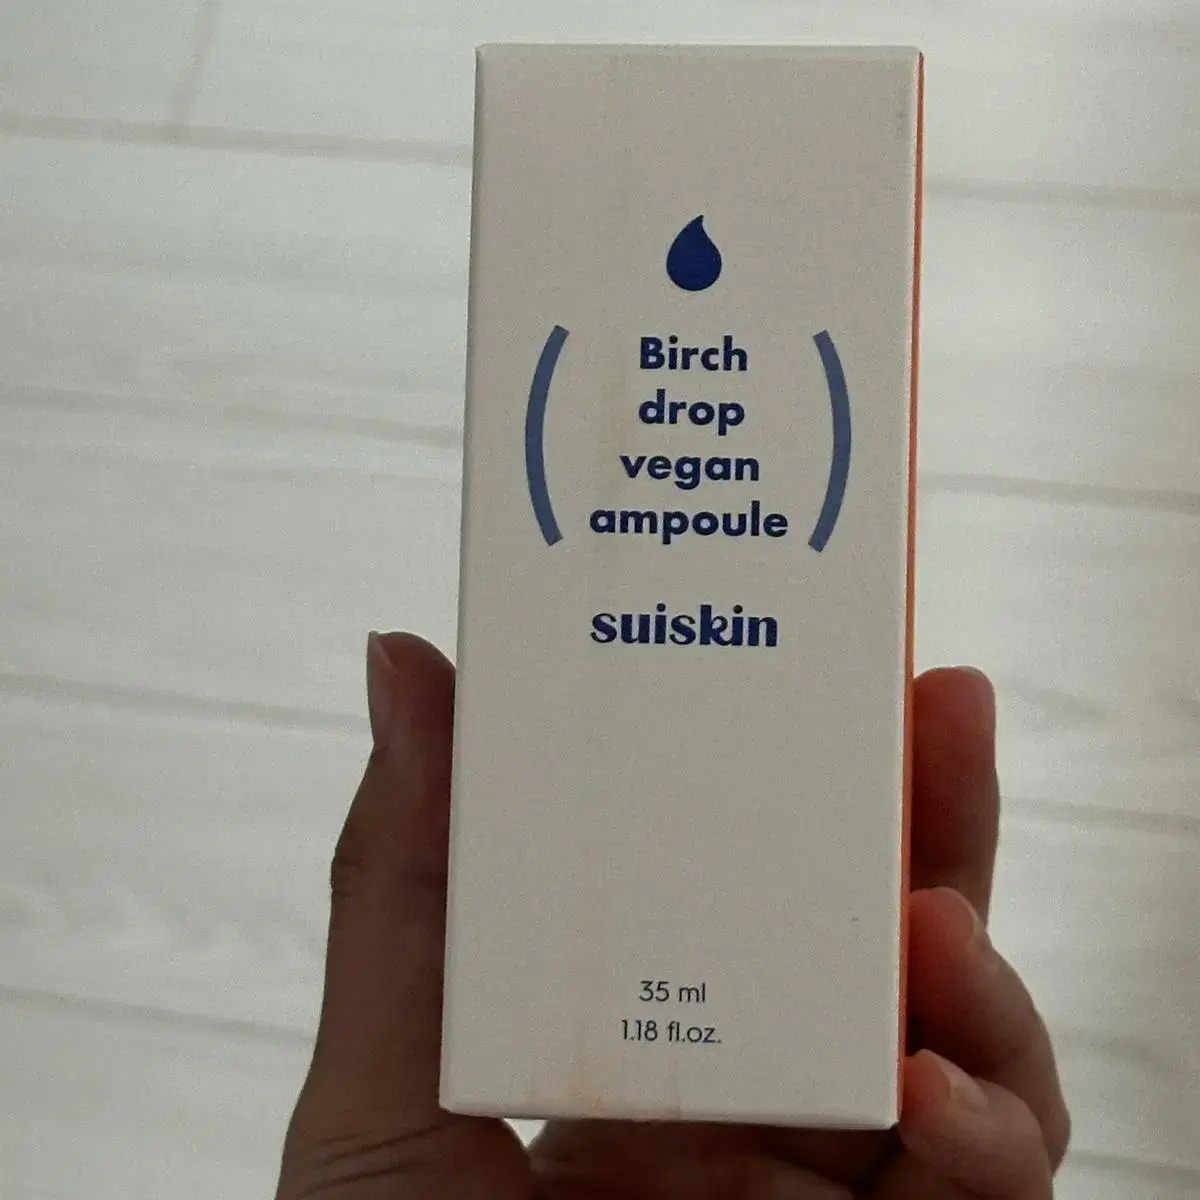 Birch
drop
vegan
ampoule
suiskin
35 ml
1.18 fl.oz.